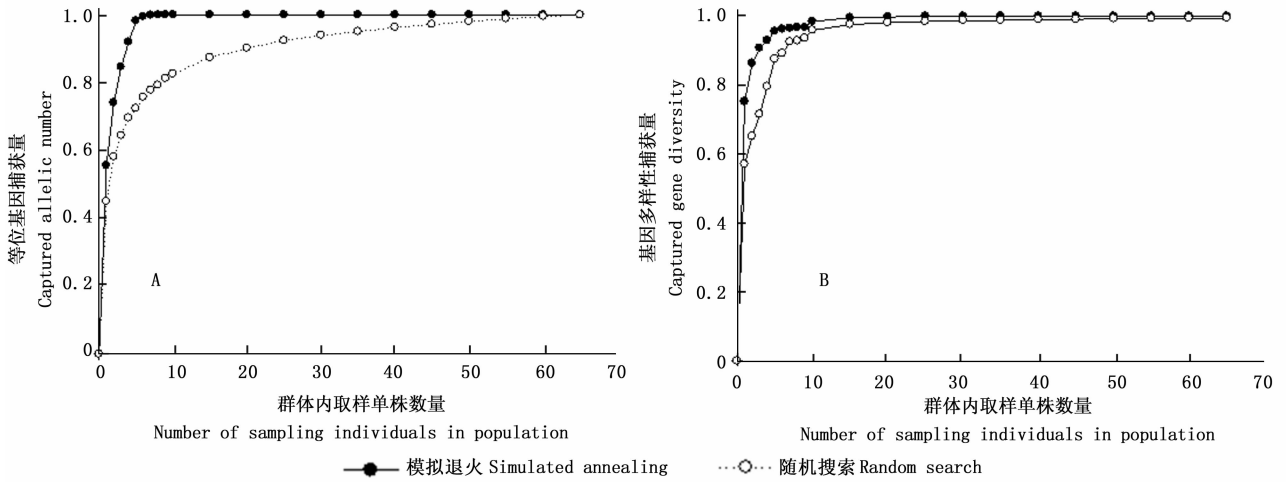 1.0
0.8
0.6
0.4
0.2
0
等位基因捕获量
Captured allelic number
A
0 10 20 30 40 50 60 70
群体内取样单株数量
Number of sampling individuals in population
1.0
0.8
0.6
0.4
0.2
0
基因多样性捕获量
Captured gene diversity
B
0 10 20 30 40 50 60 70
群体内取样单株数量
Number of sampling individuals in population
模拟退火 Simulated annealing
随机搜索 Random search